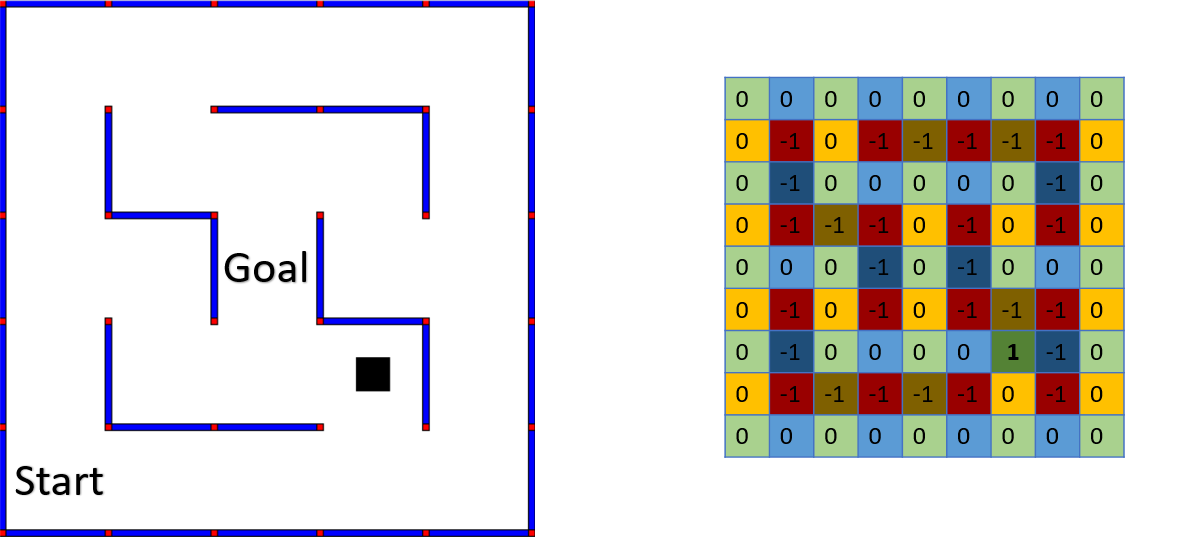 Goal
Start
0 0 0 0 0 0 0 0 0
0 -1 0 -1 -1 -1 -1 -1 0
0 -1 0 0 0 0 0 -1 0
0 -1 -1 -1 0 -1 0 -1 0
0 0 0 -1 0 -1 0 0 0
0 -1 0 -1 0 -1 -1 -1 0
0 -1 0 0 0 0 1 -1 0
0 -1 -1 -1 -1 -1 0 -1 0
0 0 0 0 0 0 0 0 0